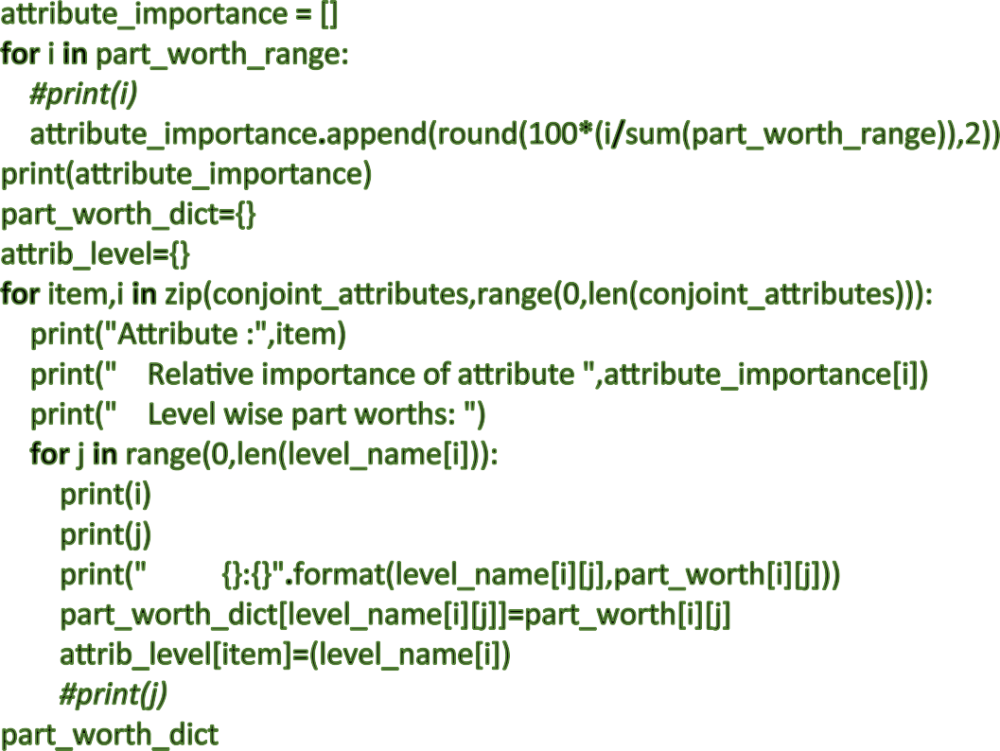 attribute_importance = []
for i in part_worth_range:
    #print(i)
    attribute_importance.append(round(100*(i/sum(part_worth_range)),2))
print(attribute_importance)
part_worth_dict={}
attrib_level={}
for item,i in zip(conjoint_attributes,range(0,len(conjoint_attributes))):
    print("Attribute :",item)
    print("    Relative importance of attribute ",attribute_importance[i])
    print("    Level wise part worths: ")
    for j in range(0,len(level_name[i])):
        print(i)
        print(j)
        print("          {}:{}".format(level_name[i][j],part_worth[i][j]))
        part_worth_dict[level_name[i][j]]=part_worth[i][j]
        attrib_level[item]=(level_name[i])
        #print(j)
part_worth_dict